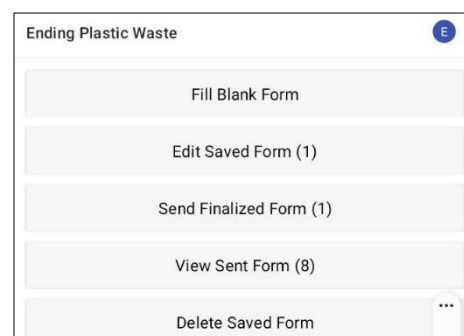 Ending Plastic Waste
E
Fill Blank Form
Edit Saved Form (1)
Send Finalized Form (1)
View Sent Form (8)
Delete Saved Form